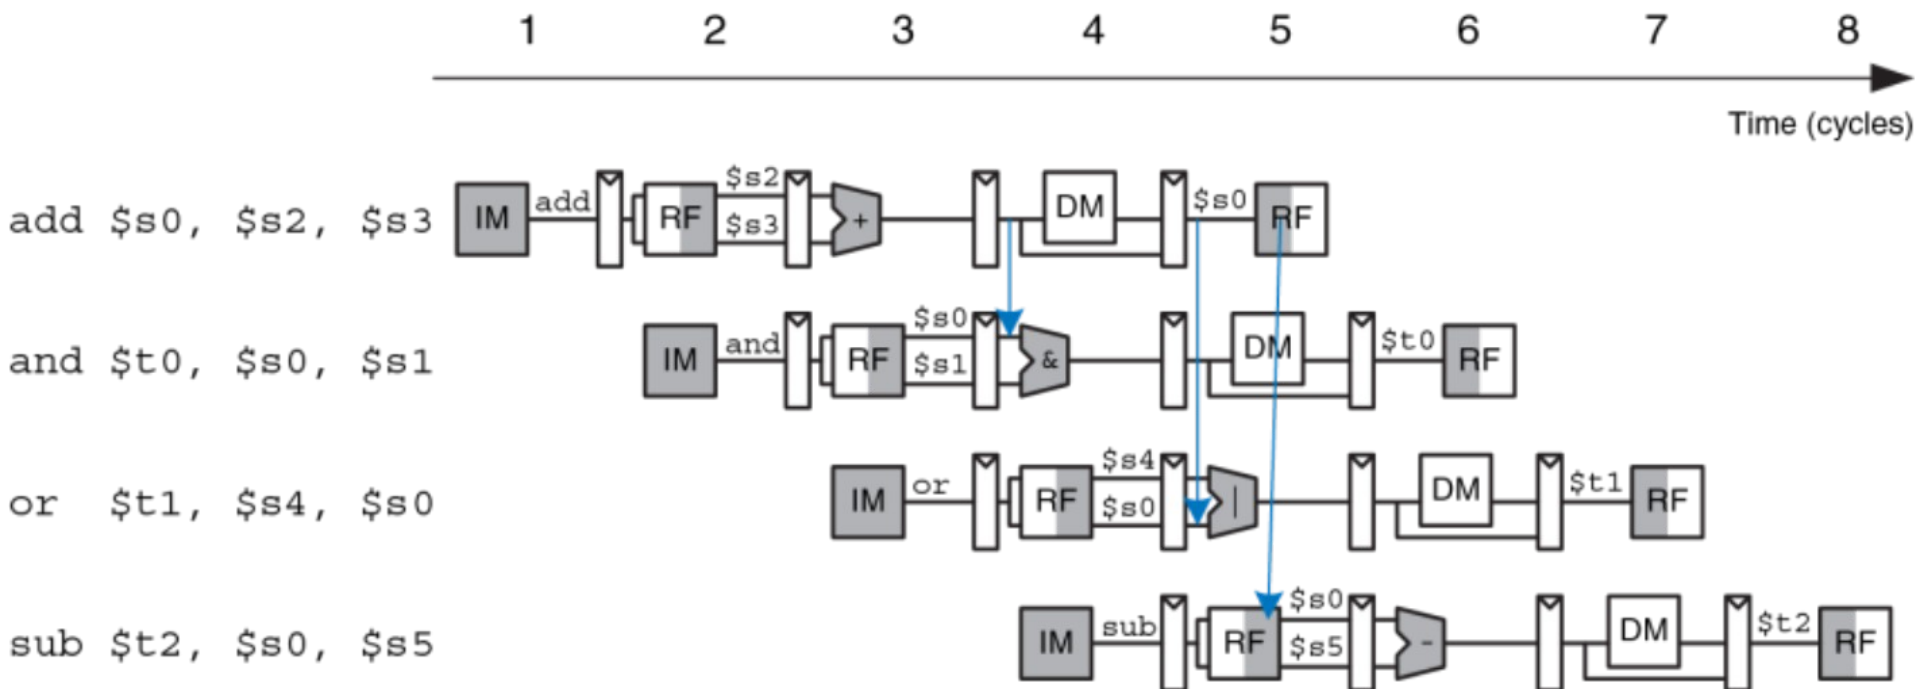 1 2 3 4 5 6 7 8
Time (cycles)
add $s0, $s2, $s3 IM add RF $s2 $s3 + DM $s0 RF
and $t0, $s0, $s1 IM and RF $s0 $s1 & DM $t0 RF
or $t1, $s4, $s0 IM or RF $s4 $s0 | DM $t1 RF
sub $t2, $s0, $s5 IM sub RF $s0 $s5 - DM $t2 RF